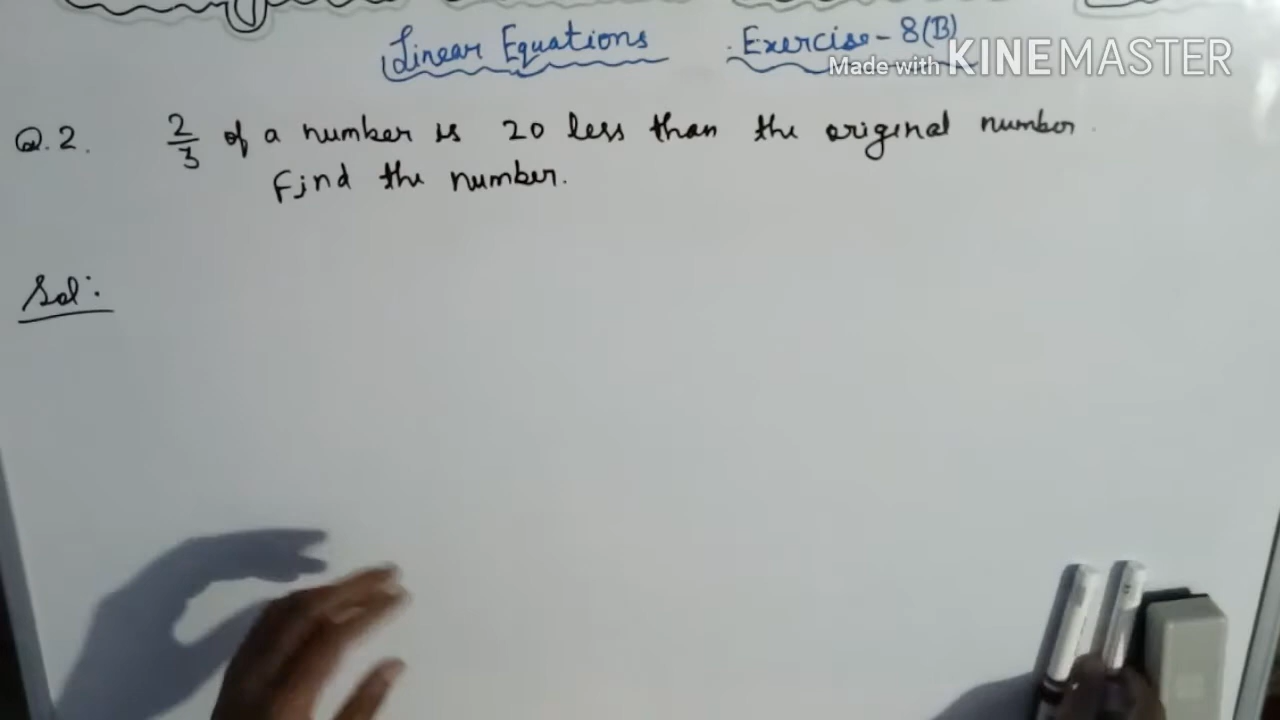 Linear Equations Exercise - 8(B)
Made with KINEMASTER
Q.2. 2/3 of a number is 20 less than the original number.
Find the number.
Sol: